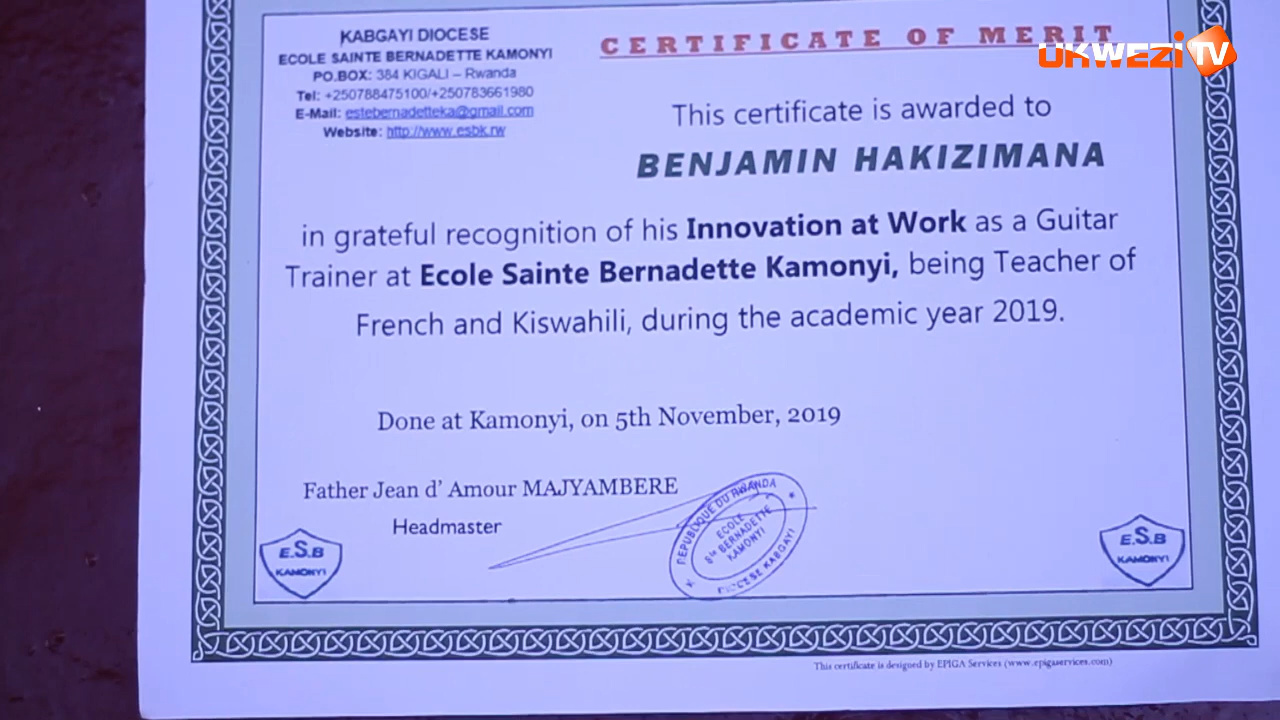 KABGAYI DIOCESE
ECOLE SAINTE BERNADETTE KAMONYI
PO.BOX: 384 KIGALI – Rwanda
Tel: +250788475100/+250783661980
E-Mail: estebernadetteka@gmail.com
Website: http://www.esbk.rw
CERTIFICATE OF MERIT
UKWEZI TV
This certificate is awarded to
BENJAMIN HAKIZIMANA
in grateful recognition of his Innovation at Work as a Guitar
Trainer at Ecole Sainte Bernadette Kamonyi, being Teacher of
French and Kiswahili, during the academic year 2019.
Done at Kamonyi, on 5th November, 2019
Father Jean d' Amour MAJYAMBERE
Headmaster
REPUBLIQUE DU RWANDA
ECOLE
Ste BERNADETTE
KAMONYI
DIOCESE KABGAYI
E.S.B
KAMONYI
E.S.B
KAMONYI
This certificate is designed by EPIGA Services (www.epigaservices.com)